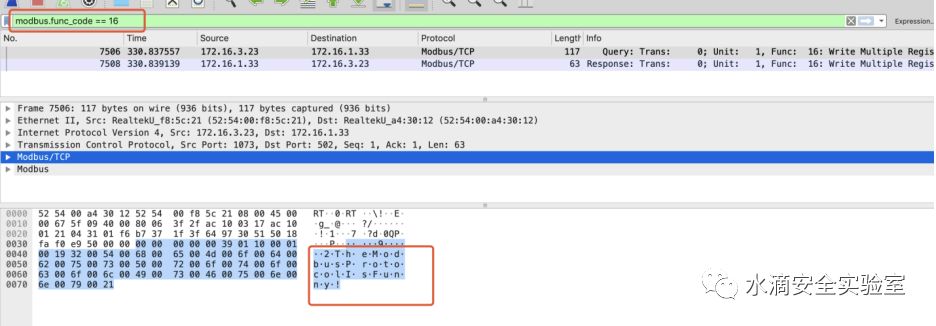 modbus.func_code == 16
Expression…
No. Time Source Destination Protocol Length Info
7506 330.837557 172.16.3.23 172.16.1.33 Modbus/TCP 117 Query: Trans: 0; Unit: 1, Func: 16: Write Multiple Regis
7508 330.839139 172.16.1.33 172.16.3.23 Modbus/TCP 63 Response: Trans: 0; Unit: 1, Func: 16: Write Multiple Regis
Frame 7506: 117 bytes on wire (936 bits), 117 bytes captured (936 bits)
Ethernet II, Src: RealtekU_f8:5c:21 (52:54:00:f8:5c:21), Dst: RealtekU_a4:30:12 (52:54:00:a4:30:12)
Internet Protocol Version 4, Src: 172.16.3.23, Dst: 172.16.1.33
Transmission Control Protocol, Src Port: 1073, Dst Port: 502, Seq: 1, Ack: 1, Len: 63
Modbus/TCP
Modbus
0000 52 54 00 a4 30 12 52 54 00 f8 5c 21 08 00 45 00 RT·0·RT ··\!··E·
0010 00 67 5f 09 40 00 80 06 3f 2f ac 10 03 17 ac 10 ·g_·@··· ?/······
0020 01 21 04 31 01 f6 b7 37 1f 3f 64 97 30 51 50 18 ·!·1···7 ·?d·0QP·
0030 fa f0 e9 50 00 00 00 00 00 00 00 39 01 10 00 01 ···P···· ···9····
0040 00 19 32 00 54 00 68 00 65 00 4d 00 6f 00 64 00 ··2·T·h· e·M·o·d·
0050 62 00 75 00 73 00 50 00 72 00 6f 00 74 00 6f 00 b·u·s·P· r·o·t·o·
0060 63 00 6f 00 6c 00 49 00 73 00 46 00 75 00 6e 00 c·o·l·I· s·F·u·n·
0070 6e 00 79 00 21 n·y·!
水滴安全实验室